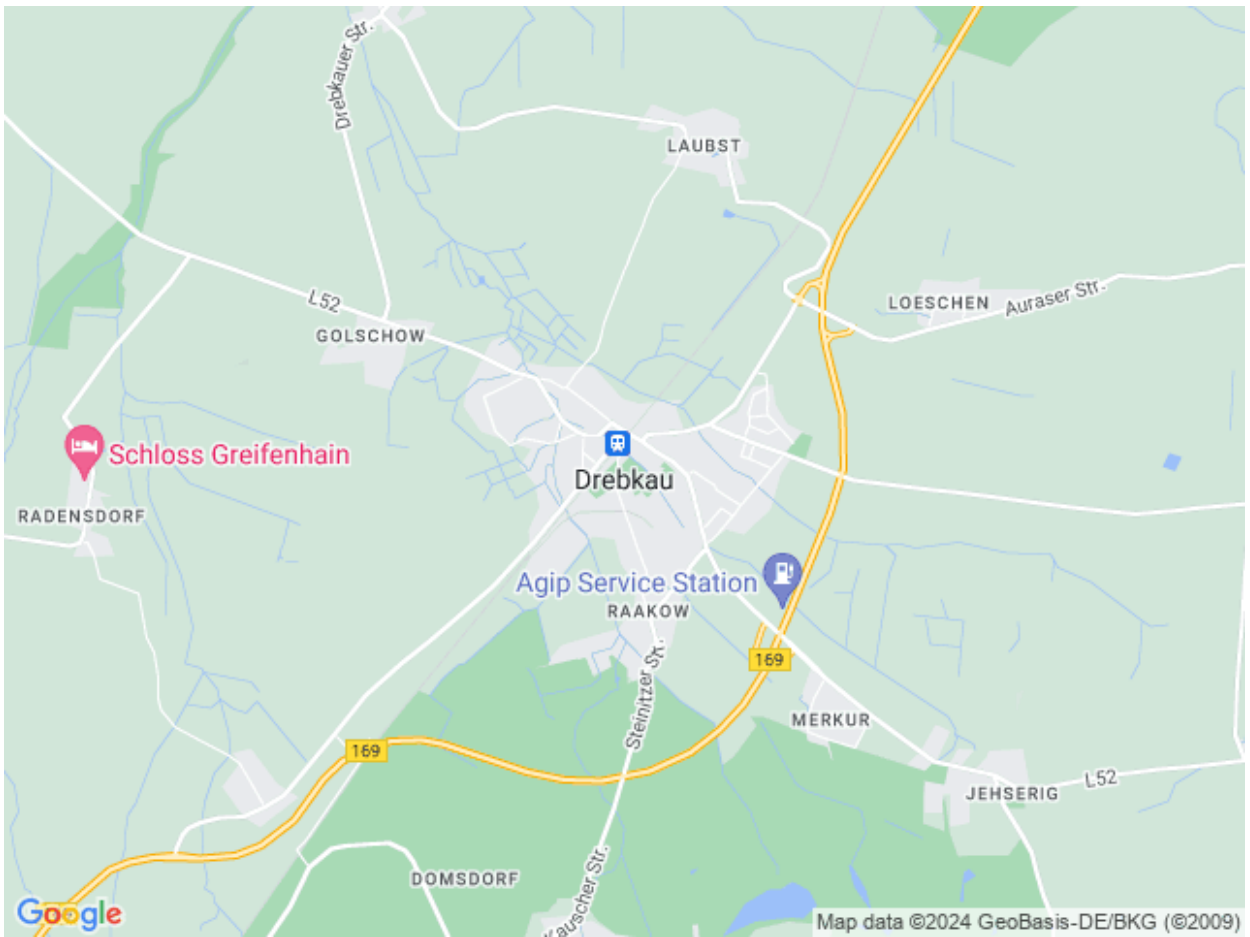 Drebkauer Str.
LAUBST
L52
GOLSCHOW
LOESCHEN
Auraser Str.
Schloss Greifenhain
Drebkau
RADENSDORF
Agip Service Station
RAAKOW
Steinitzer Str.
169
MERKUR
169
JEHSERIG
L52
DOMSDORF
Kauscher Str.
Google
Map data ©2024 GeoBasis-DE/BKG (©2009)